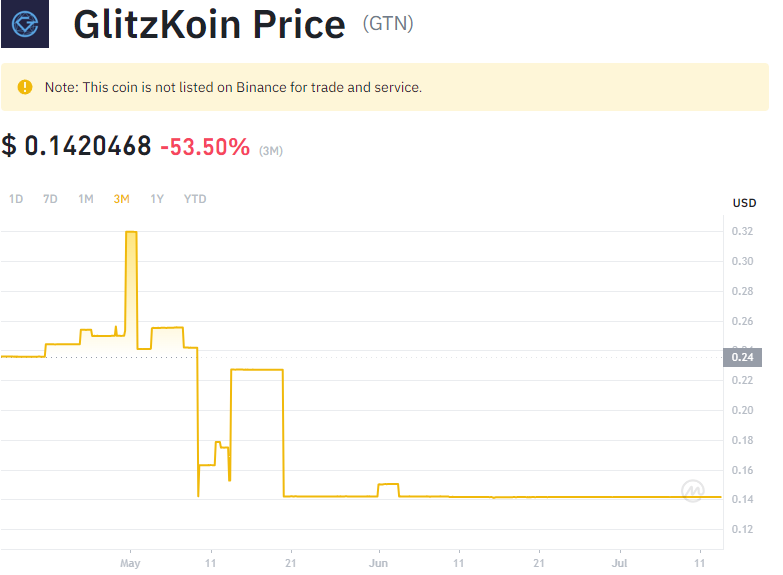 GlitzKoin Price (GTN)
Note: This coin is not listed on Binance for trade and service.
$ 0.1420468 -53.50% (3M)
1D 7D 1M 3M 1Y YTD
USD
0.32
0.30
0.28
0.26
0.24
0.22
0.20
0.18
0.16
0.14
0.12
May 11 21 Jun 11 21 Jul 11